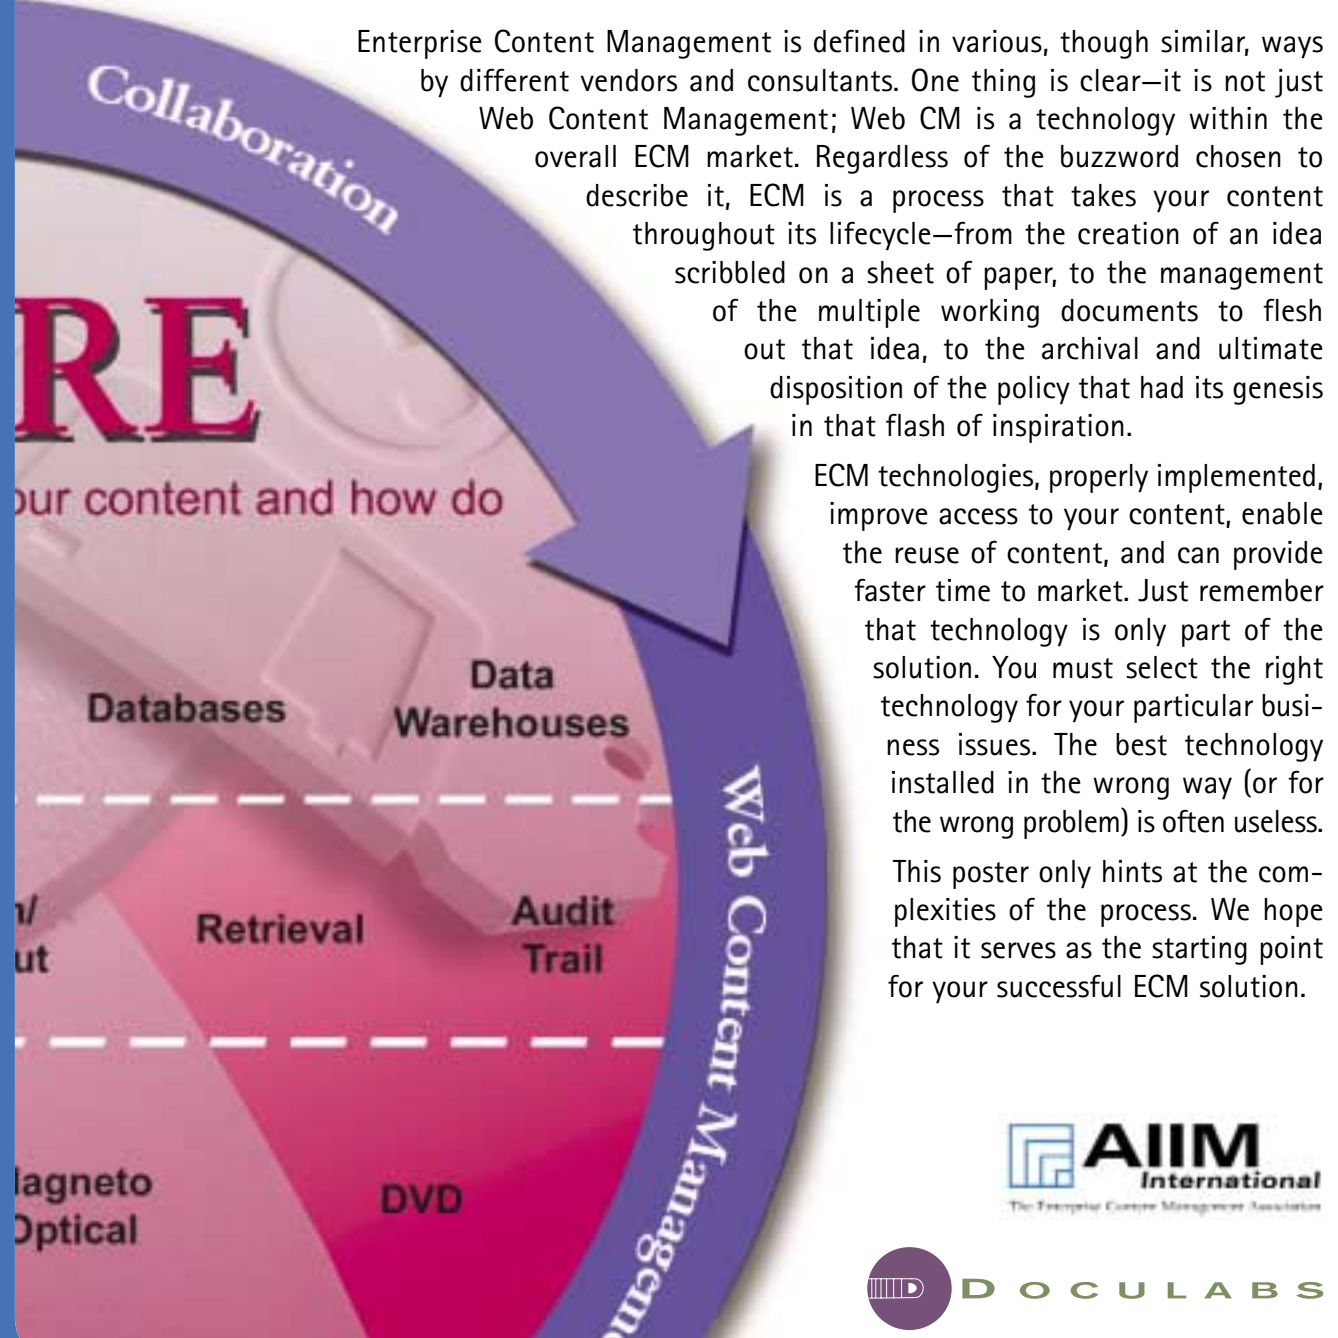 Enterprise Content Management is defined in various, though similar, ways
by different vendors and consultants. One thing is clear—it is not just
Web Content Management; Web CM is a technology within the
overall ECM market. Regardless of the buzzword chosen to
describe it, ECM is a process that takes your content
throughout its lifecycle—from the creation of an idea
scribbled on a sheet of paper, to the management
of the multiple working documents to flesh
out that idea, to the archival and ultimate
disposition of the policy that had its genesis
in that flash of inspiration.
ECM technologies, properly implemented,
improve access to your content, enable
the reuse of content, and can provide
faster time to market. Just remember
that technology is only part of the
solution. You must select the right
technology for your particular busi-
ness issues. The best technology
installed in the wrong way (or for
the wrong problem) is often useless.
This poster only hints at the com-
plexities of the process. We hope
that it serves as the starting point
for your successful ECM solution.
Collaboration
RE
our content and how do
Databases
Data
Warehouses
Web Content Manageme
n/
ut
Retrieval
Audit
Trail
Magneto
Optical
DVD
AIIM
International
The Enterprise Content Management Association
DOCULABS